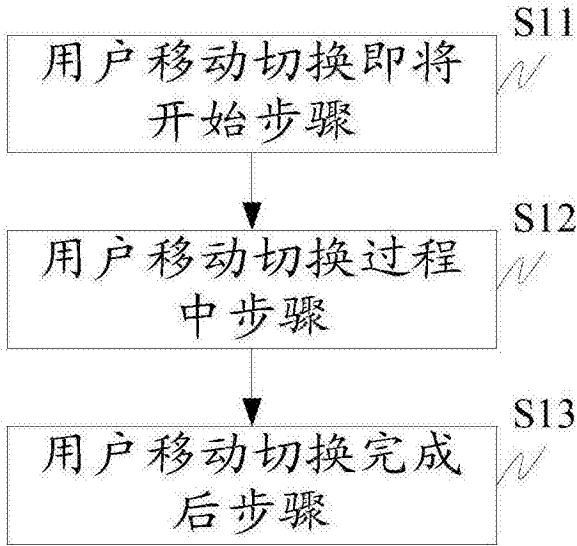 S11
用户移动切换即将
开始步骤
S12
用户移动切换过程
中步骤
S13
用户移动切换完成
后步骤